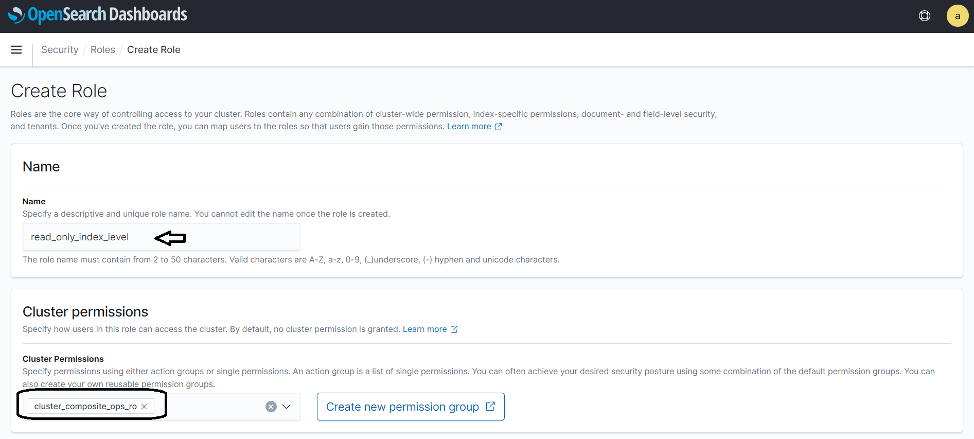 OpenSearch Dashboards
a
Security / Roles / Create Role
Create Role
Roles are the core way of controlling access to your cluster. Roles contain any combination of cluster-wide permission, index-specific permissions, document- and field-level security,
and tenants. Once you've created the role, you can map users to the roles so that users gain those permissions. Learn more
Name
Name
Specify a descriptive and unique role name. You cannot edit the name once the role is created.
read_only_index_level
The role name must contain from 2 to 50 characters. Valid characters are A-Z, a-z, 0-9, (_)underscore, (-) hyphen and unicode characters.
Cluster permissions
Specify how users in this role can access the cluster. By default, no cluster permission is granted. Learn more
Cluster Permissions
Specify permissions using either action groups or single permissions. An action group is a list of single permissions. You can often achieve your desired security posture using some combination of the default permission groups. You can
also create your own reusable permission groups.
cluster_composite_ops_ro
Create new permission group